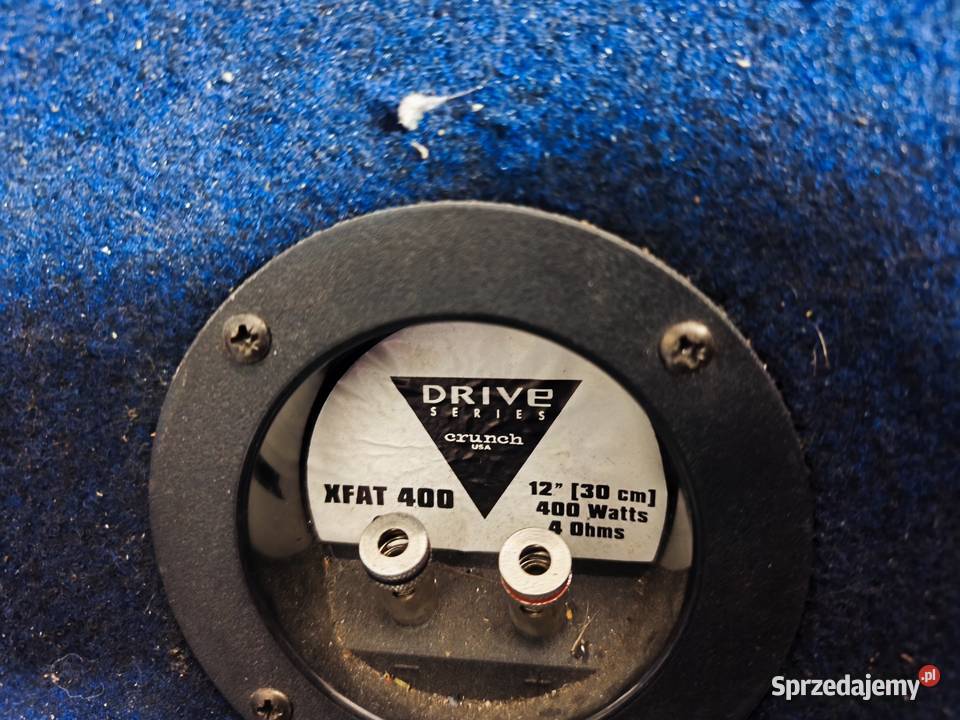 DRIVe
SERIES
crunch
USA
XFAT 400
12" [30 cm]
400 Watts
4 Ohms
- +
Sprzedajemy.pl